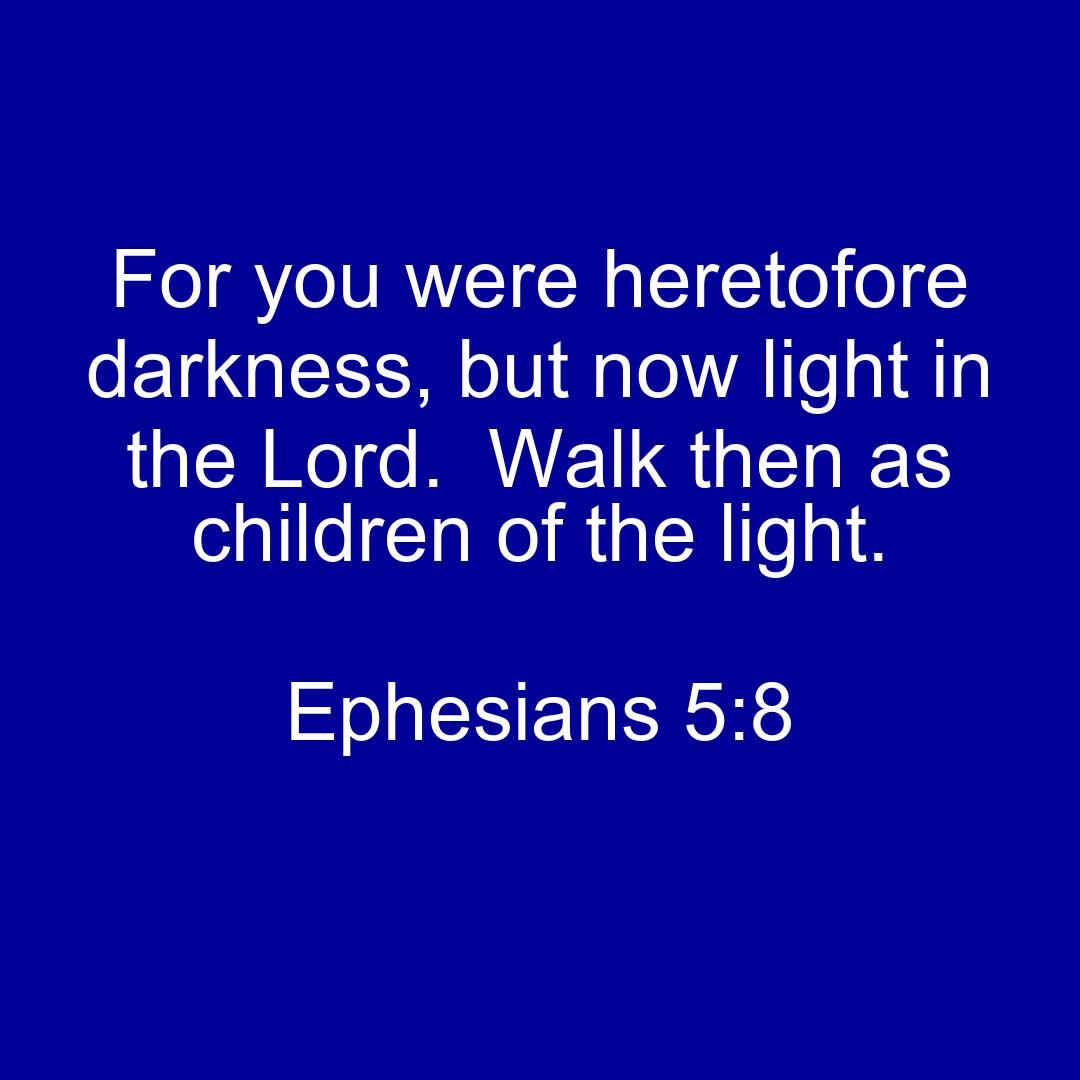 For you were heretofore
darkness, but now light in
the Lord.  Walk then as
children of the light.
Ephesians 5:8